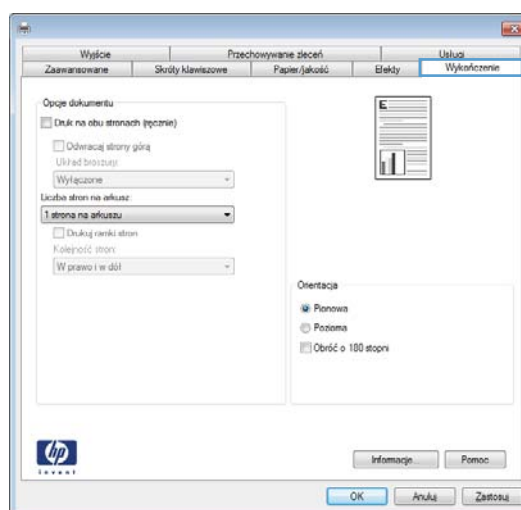 Wyjście Przechowywanie zleceń Usługi
Zaawansowane Skróty klawiszowe Papier/jakość Efekty Wykończenie
Opcje dokumentu
Druk na obu stronach (ręcznie)
Odwracaj strony górą
Układ broszury:
Wyłączone
Liczba stron na arkusz:
1 strona na arkuszu
Drukuj ramki stron
Kolejność stron:
W prawo i w dół
E
Orientacja
Pionowa
Pozioma
Obróć o 180 stopni
hp
invent
Informacje... Pomoc
OK Anuluj Zastosuj